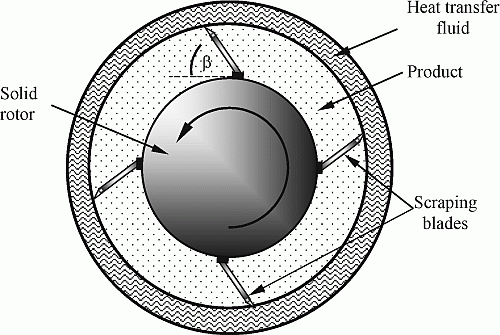 Heat transfer
fluid
β
Product
Solid
rotor
Scraping
blades